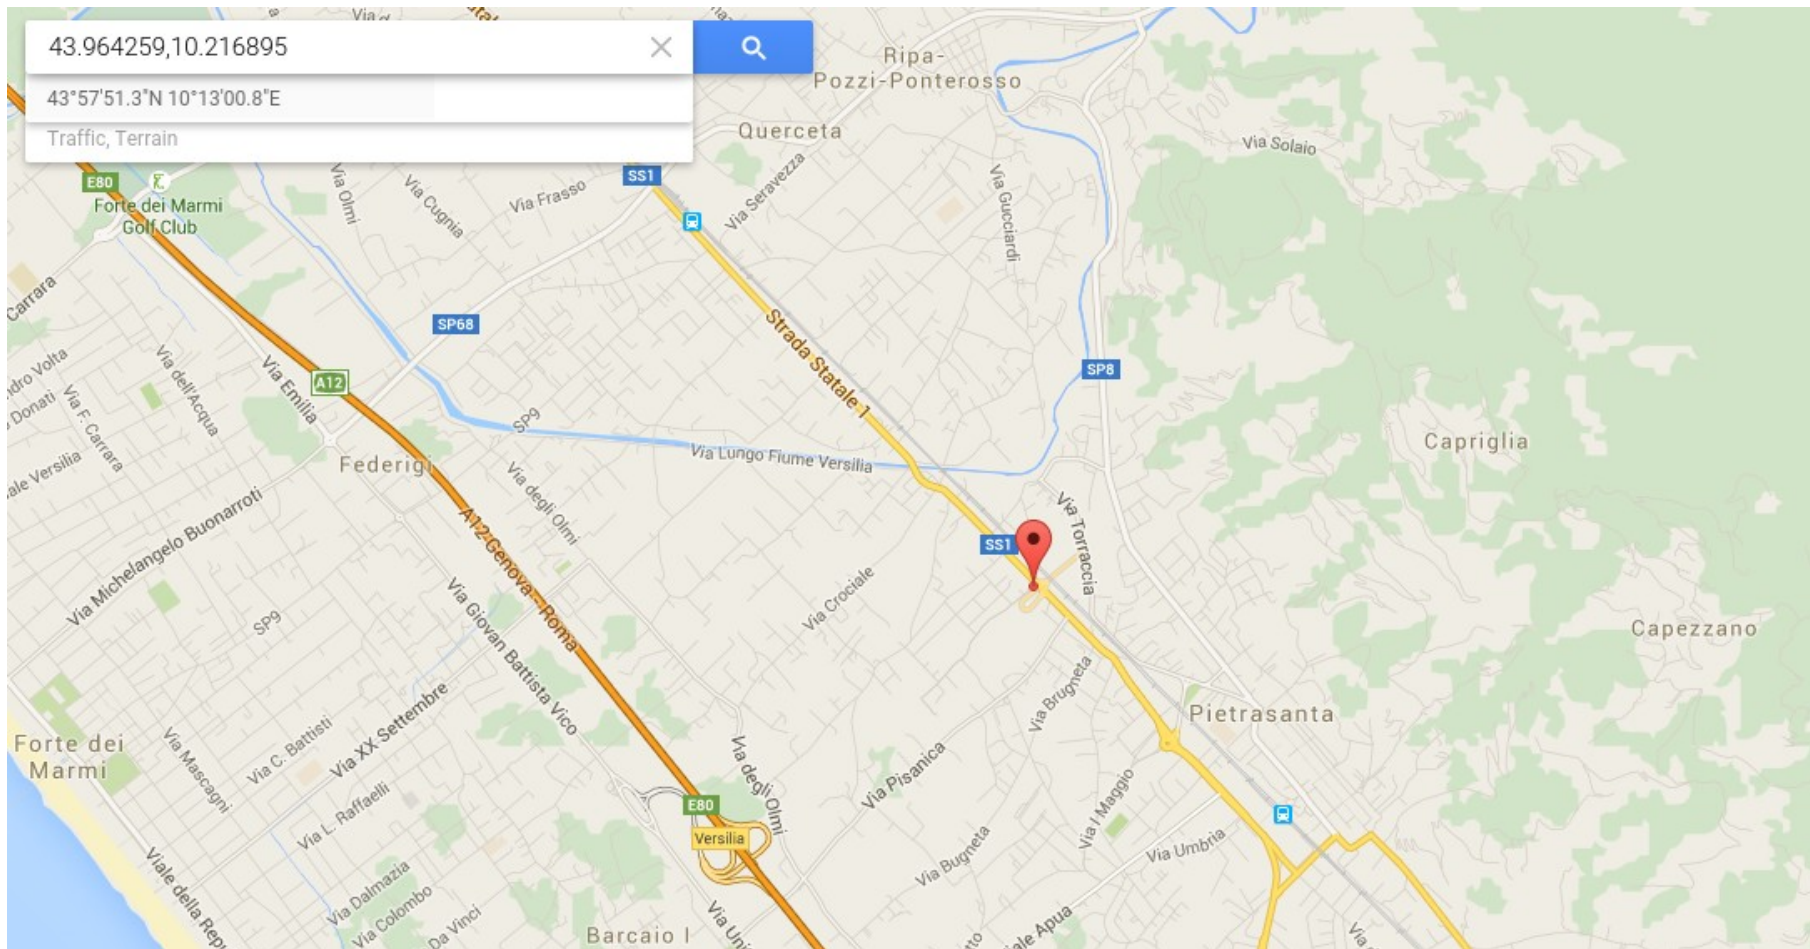 43.964259,10.216895
43°57'51.3"N 10°13'00.8"E
Traffic, Terrain
Ripa-
Pozzi-Ponterosso
Querceta
Via Solaio
SS1
E80
Forte dei Marmi
Golf Club
Via Olmi
Via Cugnia
Via Frasso
Via Seravezza
Via Gucciardi
Carrara
SP68
Strada Statale 1
SP8
Via dell'Acqua
Via Emilia
A12
Donati
Via F. Carrara
SP9
Federigi
Via Lungo Fiume Versilia
Capriglia
Via degli Olmi
Via Michelangelo Buonarroti
A12 Genova - Roma
SS1
Via Torraccia
Via Crociale
SP9
Via Giovan Battista Vico
Capezzano
Via Brugneta
Pietrasanta
Forte dei
Marmi
Via Mascagni
Via C. Battisti
Via XX Settembre
Via degli Olmi
Via Pisanica
Via I Maggio
Via L. Raffaelli
E80
Versilia
Via Umbria
Via Bugneta
Via Dalmazia
Via Colombo
Da Vinci
Barcaio I